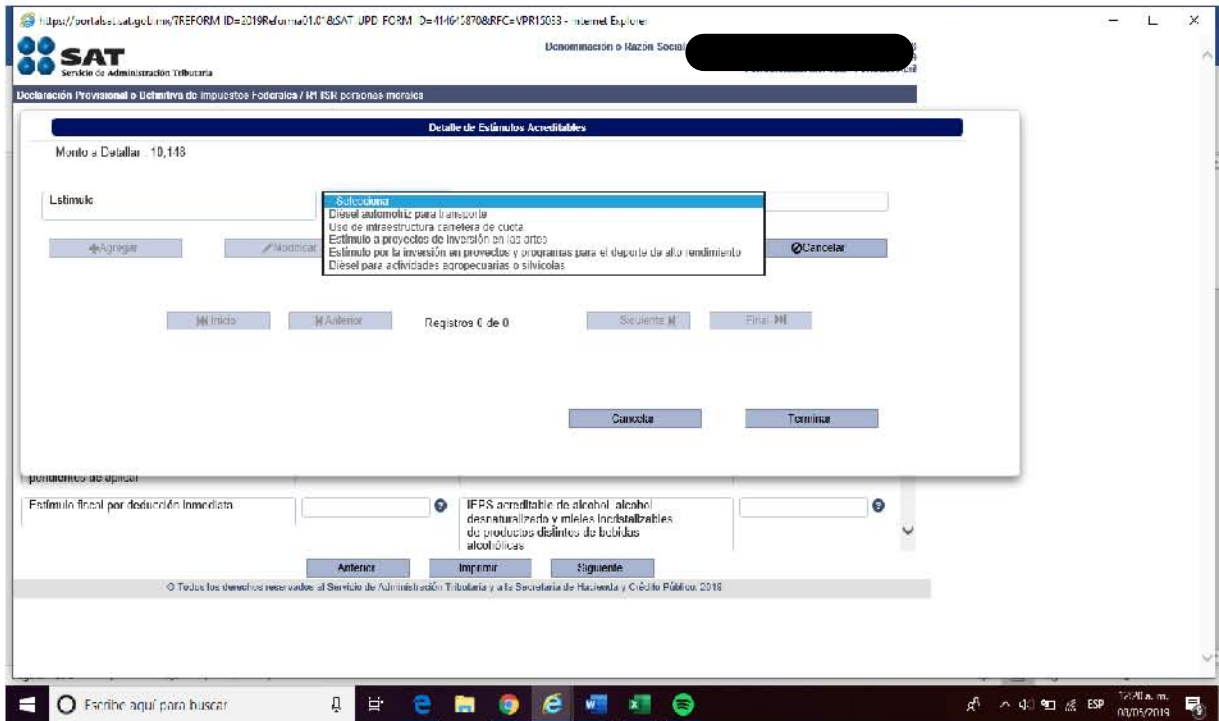 SAT
Servicio de Administración Tributaria
Denominación o Razón Social
Declaración Provisional o Definitiva de Impuestos Federales / R1 ISR personas morales
Detalle de Estímulos Acreditables
Monto a Detallar : 10,148
Estímulo
Selecciona
Diésel automotriz para transporte
Uso de infraestructura carretera de cuota
Estímulo a proyectos de inversión en las artes
Estímulo por la inversión en proyectos y programas para el deporte de alto rendimiento
Diésel para actividades agropecuarias o silvícolas
Agregar
Modificar
Cancelar
Inicio
Anterior
Registros 0 de 0
Siguiente
Final
Cancelar
Terminar
pendientes de aplicar
Estímulo fiscal por deducción inmediata
IEPS acreditable de alcohol, alcohol
desnaturalizado y mieles incristalizables
de productos distintos de bebidas
alcohólicas
Anterior
Imprimir
Siguiente
© Todos los derechos reservados al Servicio de Administración Tributaria y a la Secretaría de Hacienda y Crédito Público. 2019
Escribe aquí para buscar
ESP
12:20 a. m.